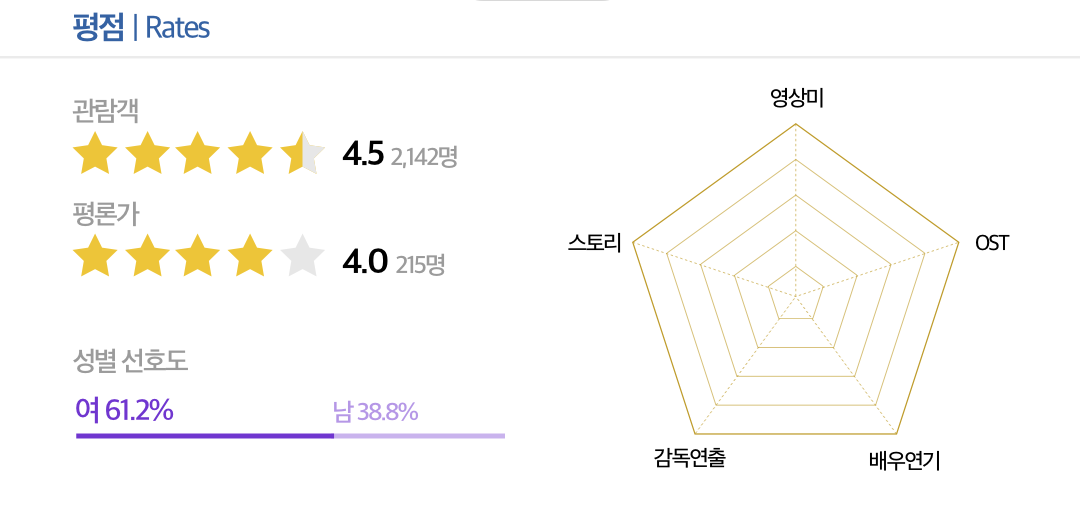 평점 | Rates
관람객
4.5 2,142명
평론가
4.0 215명
성별 선호도
여 61.2%
남 38.8%
영상미
스토리
OST
감독연출
배우연기